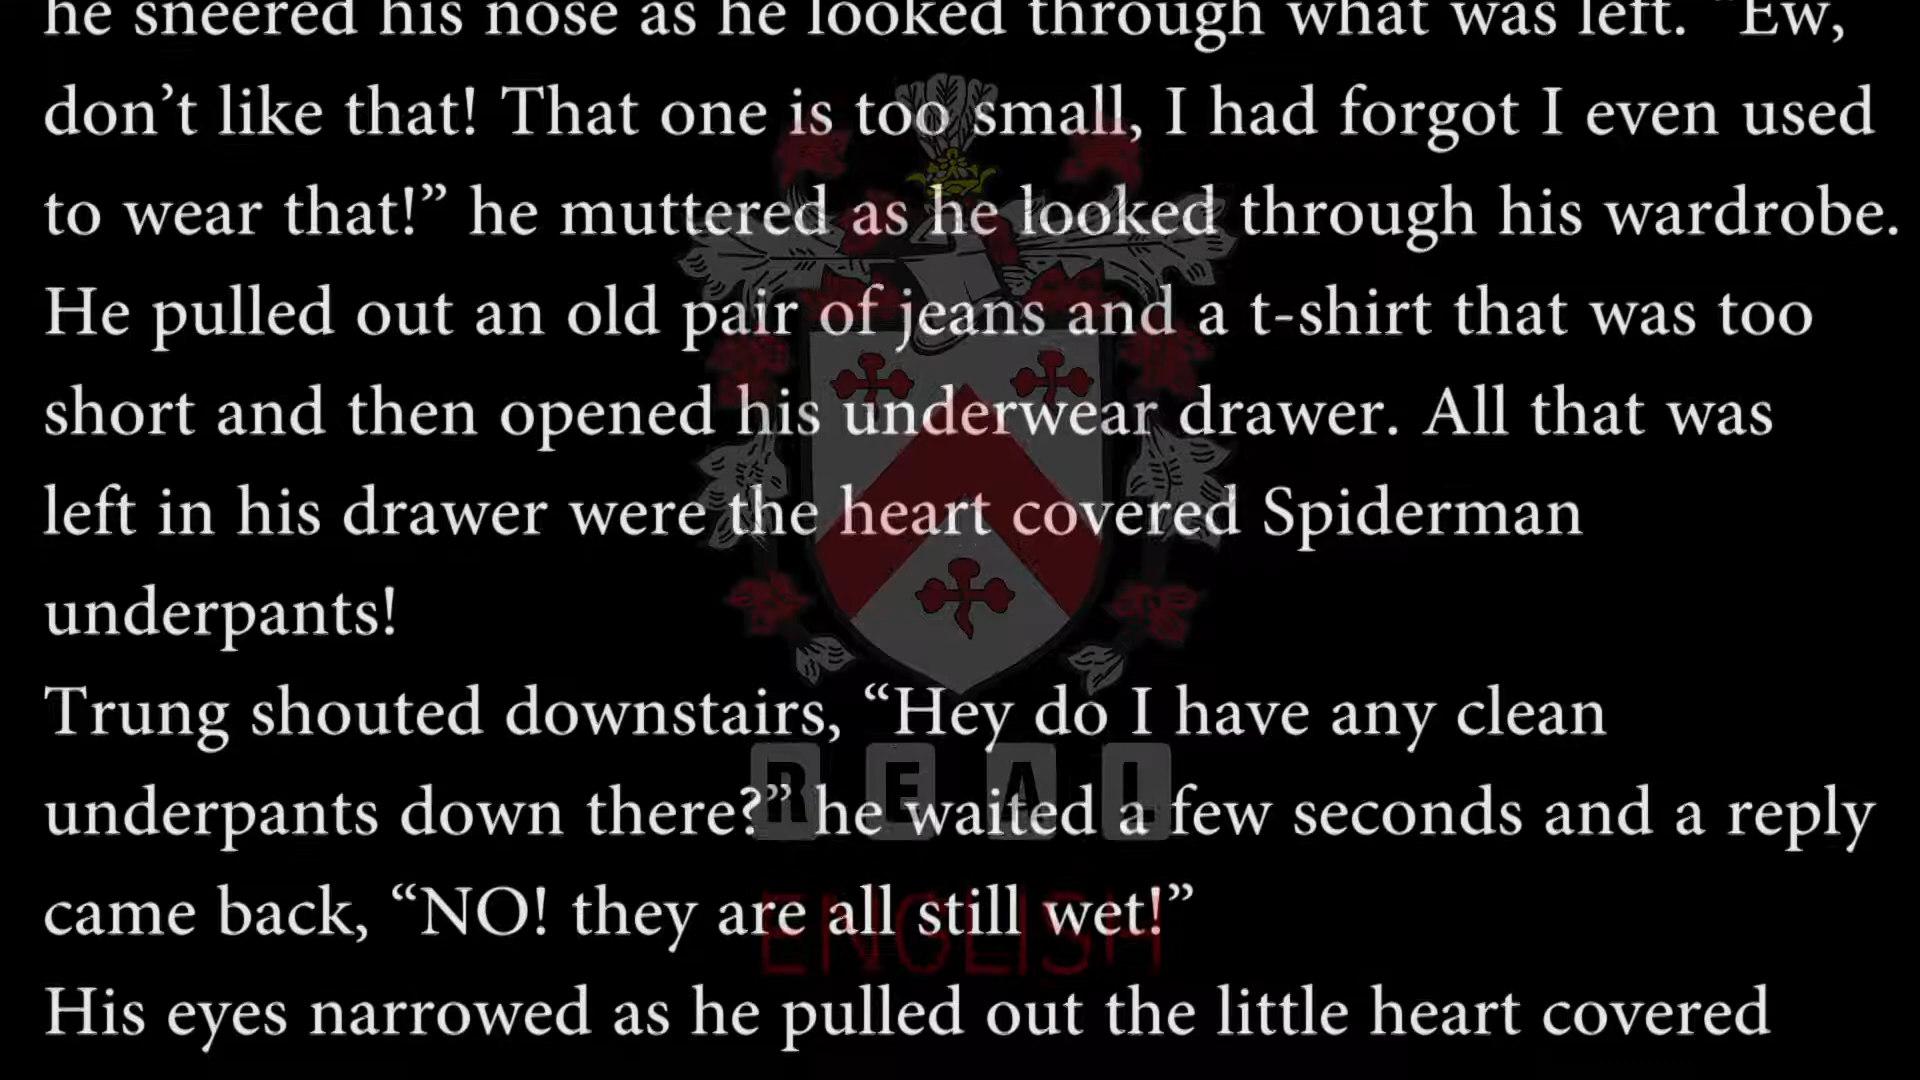 he sneered his nose as he looked through what was left. “Ew,
don’t like that! That one is too small, I had forgot I even used
to wear that!” he muttered as he looked through his wardrobe.
He pulled out an old pair of jeans and a t-shirt that was too
short and then opened his underwear drawer. All that was
left in his drawer were the heart covered Spiderman
underpants!
Trung shouted downstairs, “Hey do I have any clean
REAL
underpants down there?” he waited a few seconds and a reply
came back, “NO! they are all still wet!”
ENGLISH
His eyes narrowed as he pulled out the little heart covered